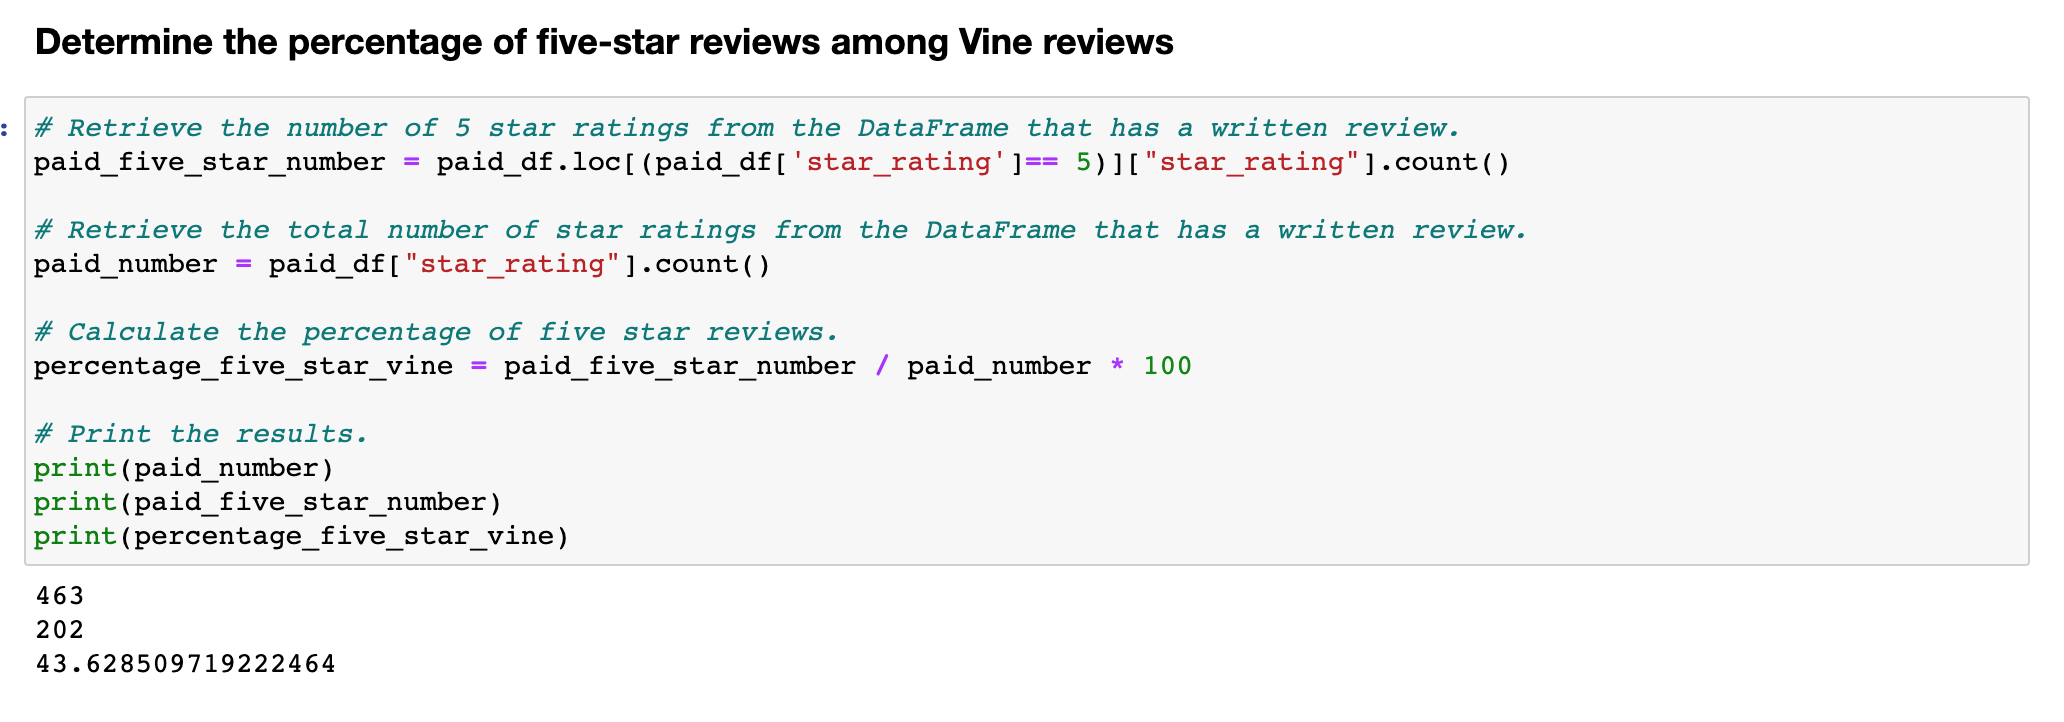 Determine the percentage of five-star reviews among Vine reviews
:
# Retrieve the number of 5 star ratings from the DataFrame that has a written review.
paid_five_star_number = paid_df.loc[(paid_df['star_rating']== 5)]["star_rating"].count()
# Retrieve the total number of star ratings from the DataFrame that has a written review.
paid_number = paid_df["star_rating"].count()
# Calculate the percentage of five star reviews.
percentage_five_star_vine = paid_five_star_number / paid_number * 100
# Print the results.
print(paid_number)
print(paid_five_star_number)
print(percentage_five_star_vine)
463
202
43.628509719222464